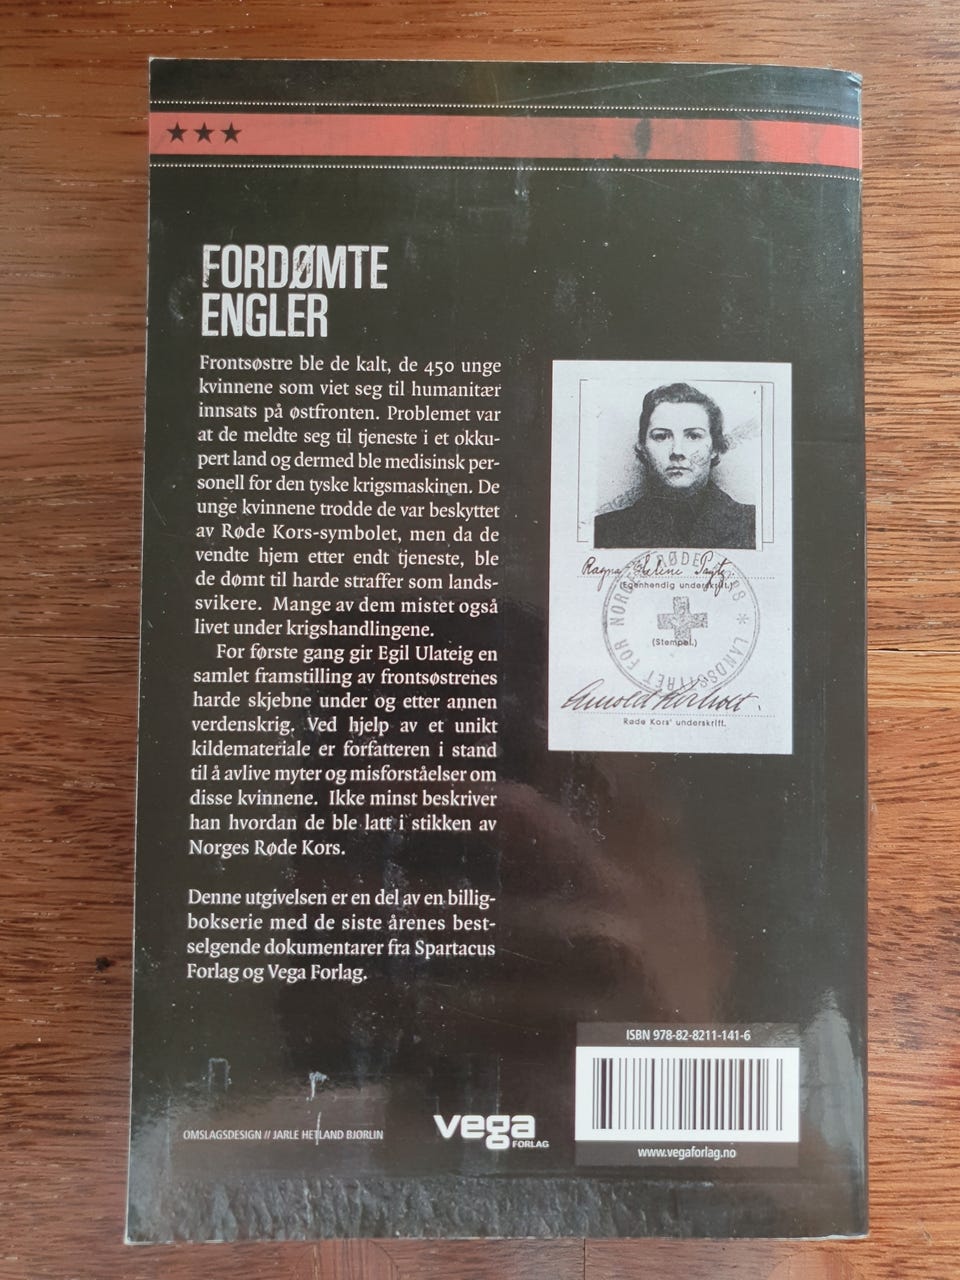 FORDØMTE
ENGLER
Frontsøstre ble de kalt, de 450 unge
kvinnene som viet seg til humanitær
innsats på østfronten. Problemet var
at de meldte seg til tjeneste i et okku-
pert land og dermed ble medisinsk per-
sonell for den tyske krigsmaskinen. De
unge kvinnene trodde de var beskyttet
av Røde Kors-symbolet, men da de
vendte hjem etter endt tjeneste, ble
de dømt til harde straffer som lands-
svikere. Mange av dem mistet også
livet under krigshandlingene.
For første gang gir Egil Ulateig en
samlet framstilling av frontsøstrenes
harde skjebne under og etter annen
verdenskrig. Ved hjelp av et unikt
kildemateriale er forfatteren i stand
til å avlive myter og misforståelser om
disse kvinnene. Ikke minst beskriver
han hvordan de ble latt i stikken av
Norges Røde Kors.
Denne utgivelsen er en del av en billig-
bokserie med de siste årenes best-
selgende dokumentarer fra Spartacus
Forlag og Vega Forlag.
(Egenhendig underskrift.)
RØDE
FOR NORGES
(Stempel.)
Røde Kors' underskrift.
OMSLAGSDESIGN // JARLE HETLAND BJØRLIN
vega
FORLAG
ISBN 978-82-8211-141-6
www.vegaforlag.no